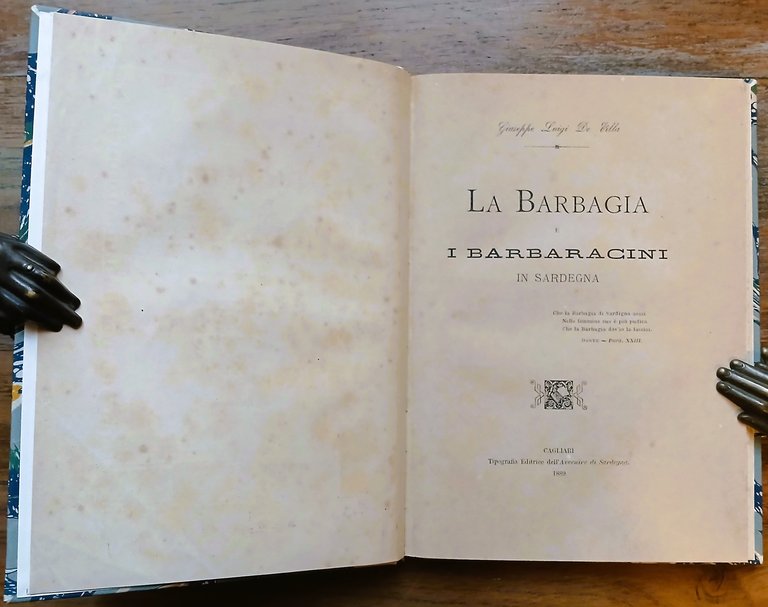 Giuseppe Luigi De Villa
La Barbagia
E
I BARBARACINI
IN SARDEGNA
Che la Barbagia di Sardegna assai
Nelle femmine sue è più pudica
Che la Barbagia dov'io la lasciai.
DANTE — PURG. XXIII.
CAGLIARI
Tipografia Editrice dell'Avvenire di Sardegna.
1889